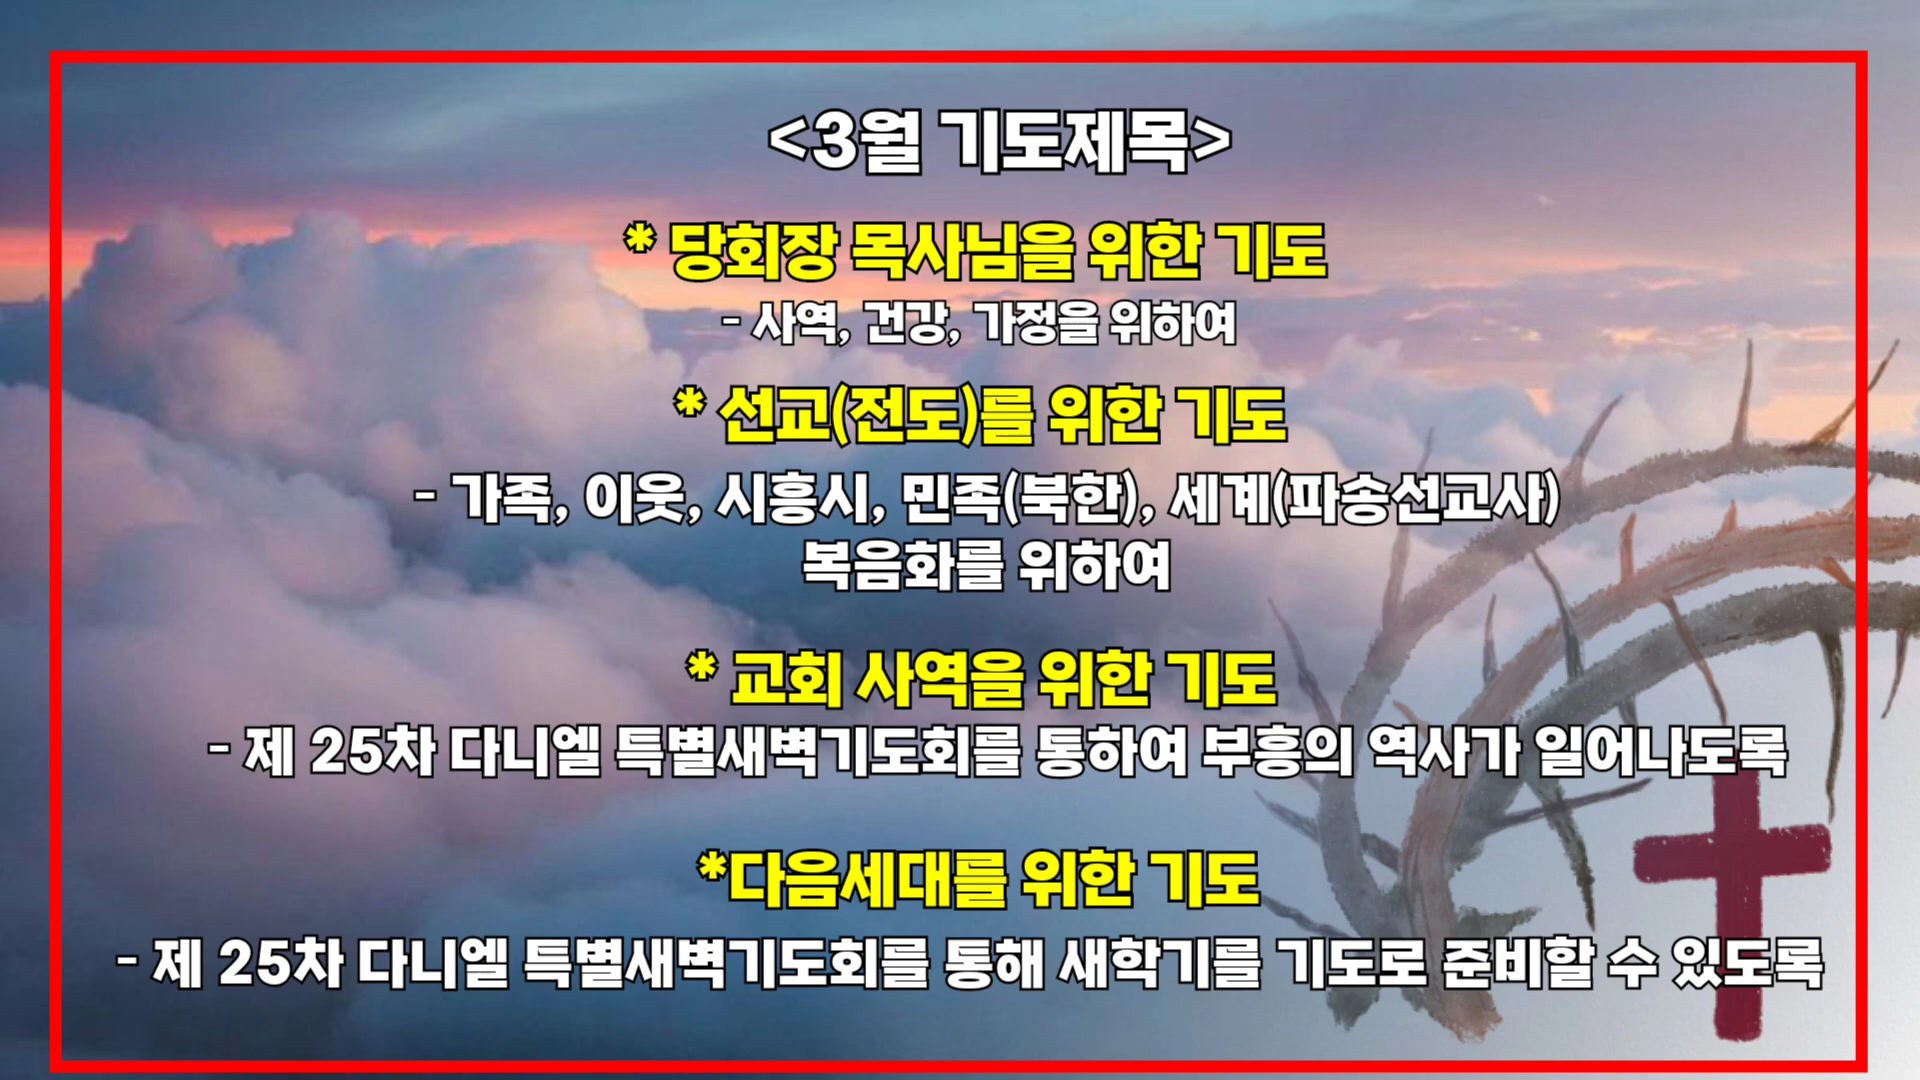 <3월 기도제목>
* 당회장 목사님을 위한 기도
- 사역, 건강, 가정을 위하여
* 선교(전도)를 위한 기도
- 가족, 이웃, 시흥시, 민족(북한), 세계(파송선교사)
복음화를 위하여
* 교회 사역을 위한 기도
- 제 25차 다니엘 특별새벽기도회를 통하여 부흥의 역사가 일어나도록
*다음세대를 위한 기도
- 제 25차 다니엘 특별새벽기도회를 통해 새학기를 기도로 준비할 수 있도록